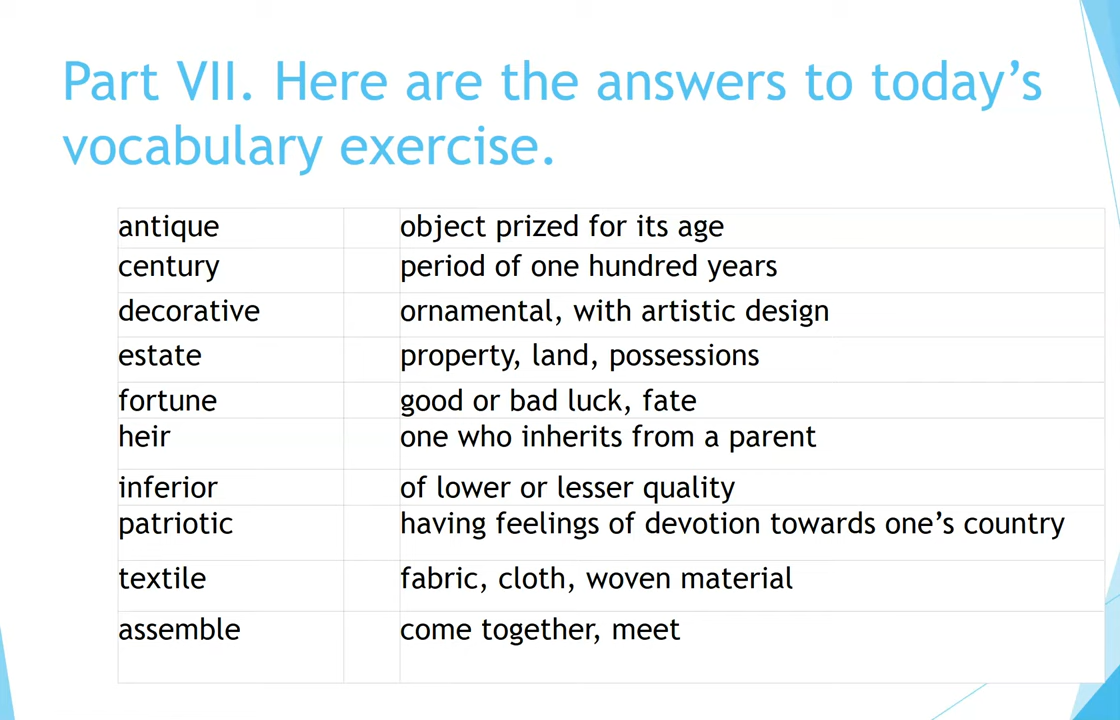 Part VII. Here are the answers to today’s
vocabulary exercise.
antique object prized for its age
century period of one hundred years
decorative ornamental, with artistic design
estate property, land, possessions
fortune good or bad luck, fate
heir one who inherits from a parent
inferior of lower or lesser quality
patriotic having feelings of devotion towards one’s country
textile fabric, cloth, woven material
assemble come together, meet